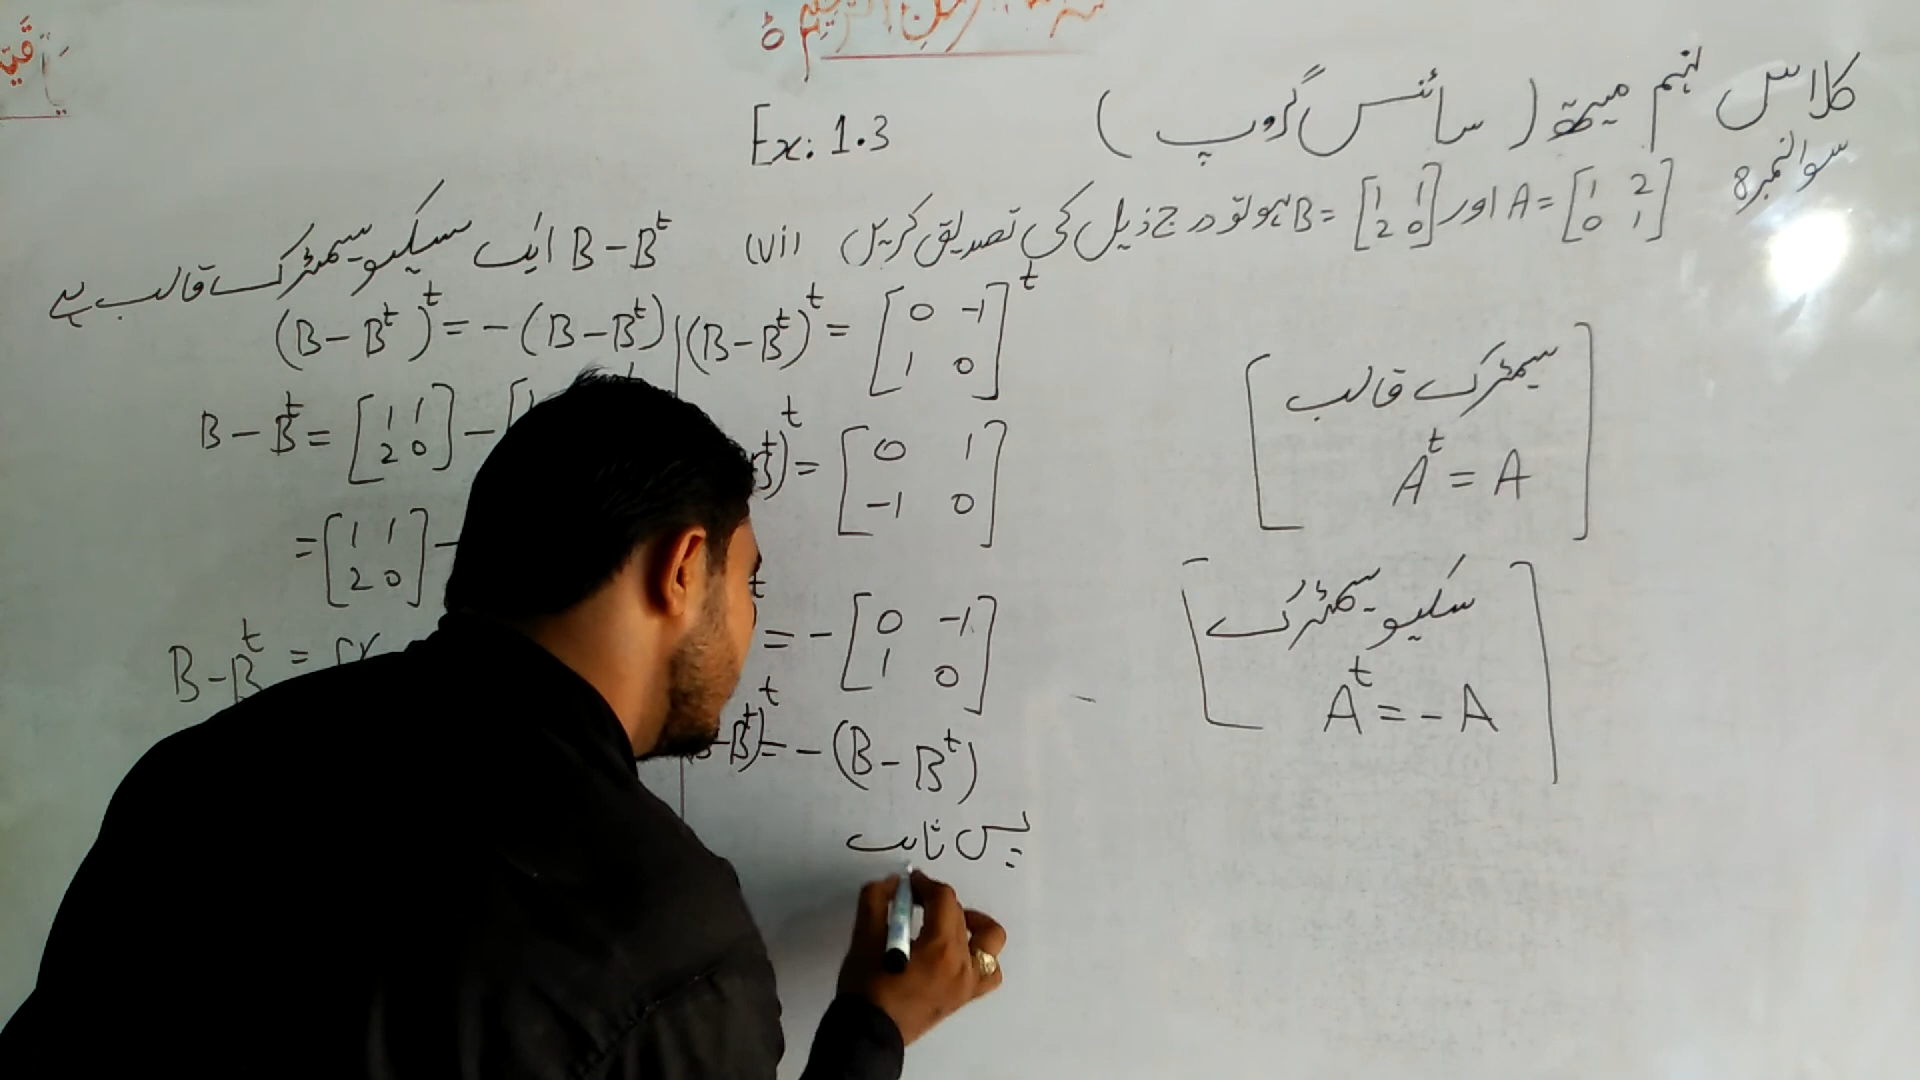 کلاس نہم میتھ (سائنس گروپ)
Ex: 1.3
سوال نمبر 8 A = [1 2 0 1] اور B = [1 1 2 0] ہو تو درج ذیل کی تصدیق کریں
(vi) B - B^t ایک سکیو سیمٹرک قالب ہے
(B - B^t)^t = - (B - B^t)
B - B^t = [1 1 2 0] -
= [1 1 2 0] -
B - B^t =
(B - B^t)^t = [0 -1 1 0]^t
)^t = [0 1 -1 0]
= - [0 -1 1 0]
- B^t)^t = - (B - B^t)
پس ثابت
سیمٹرک قالب
A^t = A
سکیو سیمٹرک
A^t = - A